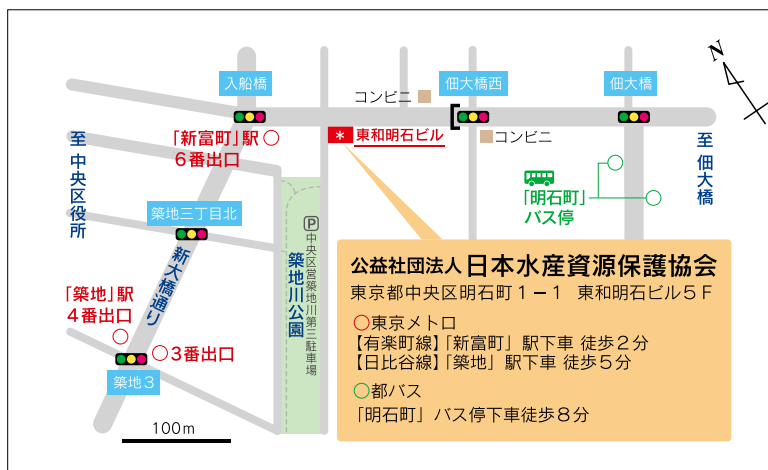 N
入船橋
佃大橋西
佃大橋
コンビニ
コンビニ
至 中央区役所
「新富町」駅
6番出口
東和明石ビル
至 佃大橋
「明石町」
バス停
築地三丁目北
新大橋通り
P
中央区営築地川第三駐車場
築地川公園
「築地」駅
4番出口
3番出口
築地3
100m
公益社団法人 日本水産資源保護協会
東京都中央区明石町1－1 東和明石ビル5F
○東京メトロ
【有楽町線】「新富町」駅下車 徒歩2分
【日比谷線】「築地」駅下車 徒歩5分
○都バス
「明石町」バス停下車徒歩8分